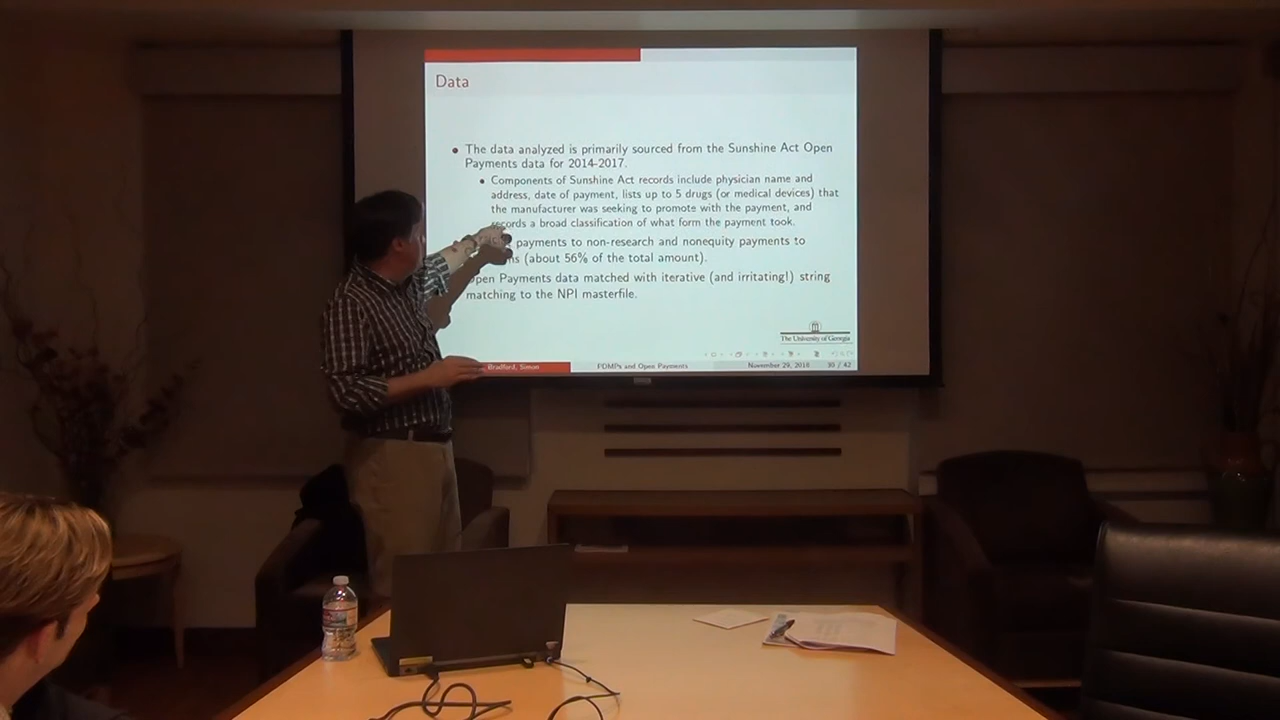 Data
The data analyzed is primarily sourced from the Sunshine Act Open
Payments data for 2014-2017.
Components of Sunshine Act records include physician name and
address, date of payment, lists up to 5 drugs (or medical devices) that
the manufacturer was seeking to promote with the payment, and
records a broad classification of what form the payment took.
payments to non-research and nonequity payments to
(about 56% of the total amount).
Open Payments data matched with iterative (and irritating!) string
matching to the NPI masterfile.
The University of Georgia
Bradford, Simon PDMPs and Open Payments November 29, 2018 30 / 42